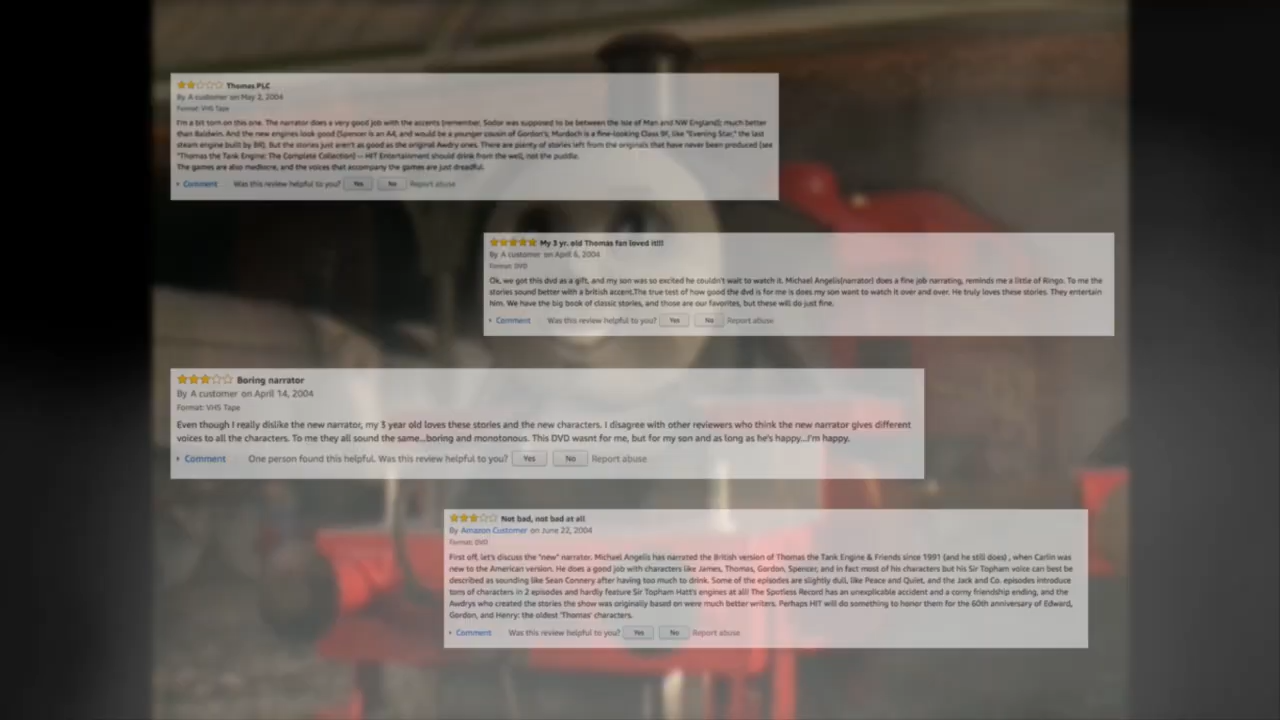 Thomas PLC
By A customer on May 2, 2004
Format: VHS Tape
I'm a bit torn on this one. The narrator does a very good job with the accents (remember, Sodor was supposed to be between the Isle of Man and NW England); much better
than Baldwin. And the new engines look good (Spencer is an A4, and would be a younger cousin of Gordon's; Murdoch is a fine-looking Class 9F, like "Evening Star," the last
steam engine built by BR). But the stories just aren't as good as the original Awdry ones. There are plenty of stories left from the originals that have never been produced (see
"Thomas the Tank Engine: The Complete Collection) -- HIT Entertainment should drink from the well, not the puddle.
The games are also mediocre, and the voices that accompany the games are just dreadful.
Comment Was this review helpful to you? Yes No Report abuse
My 3 yr. old Thomas fan loved it!!!
By A customer on April 6, 2004
Format: DVD
Ok, we got this dvd as a gift, and my son was so excited he couldn't wait to watch it. Michael Angelis(narrator) does a fine job narrating, reminds me a little of Ringo. To me the
stories sound better with a british accent.The true test of how good the dvd is for me is does my son want to watch it over and over. He truly loves these stories. They entertain
him. We have the big book of classic stories, and those are our favorites, but these will do just fine.
Comment Was this review helpful to you? Yes No Report abuse
Boring narrator
By A customer on April 14, 2004
Format: VHS Tape
Even though I really dislike the new narrator, my 3 year old loves these stories and the new characters. I disagree with other reviewers who think the new narrator gives different
voices to all the characters. To me they all sound the same...boring and monotonous. This DVD wasnt for me, but for my son and as long as he's happy...I'm happy.
Comment One person found this helpful. Was this review helpful to you? Yes No Report abuse
Not bad, not bad at all
By Amazon Customer on June 22, 2004
Format: DVD
First off, let's discuss the "new" narrator. Michael Angelis has narrated the British version of Thomas the Tank Engine & Friends since 1991 (and he still does) , when Carlin was
new to the American version. He does a good job with characters like James, Thomas, Gordon, Spencer, and in fact most of his characters but his Sir Topham voice can best be
described as sounding like Sean Connery after having too much to drink. Some of the episodes are slightly dull, like Peace and Quiet, and the Jack and Co. episodes introduce
tons of characters in 2 episodes and hardly feature Sir Topham Hatt's engines at all! The Spotless Record has an unexplicable accident and a corny friendship ending, and the
Awdrys who created the stories the show was originally based on were much better writers. Perhaps HIT will do something to honor them for the 60th anniversary of Edward,
Gordon, and Henry: the oldest 'Thomas' characters.
Comment Was this review helpful to you? Yes No Report abuse